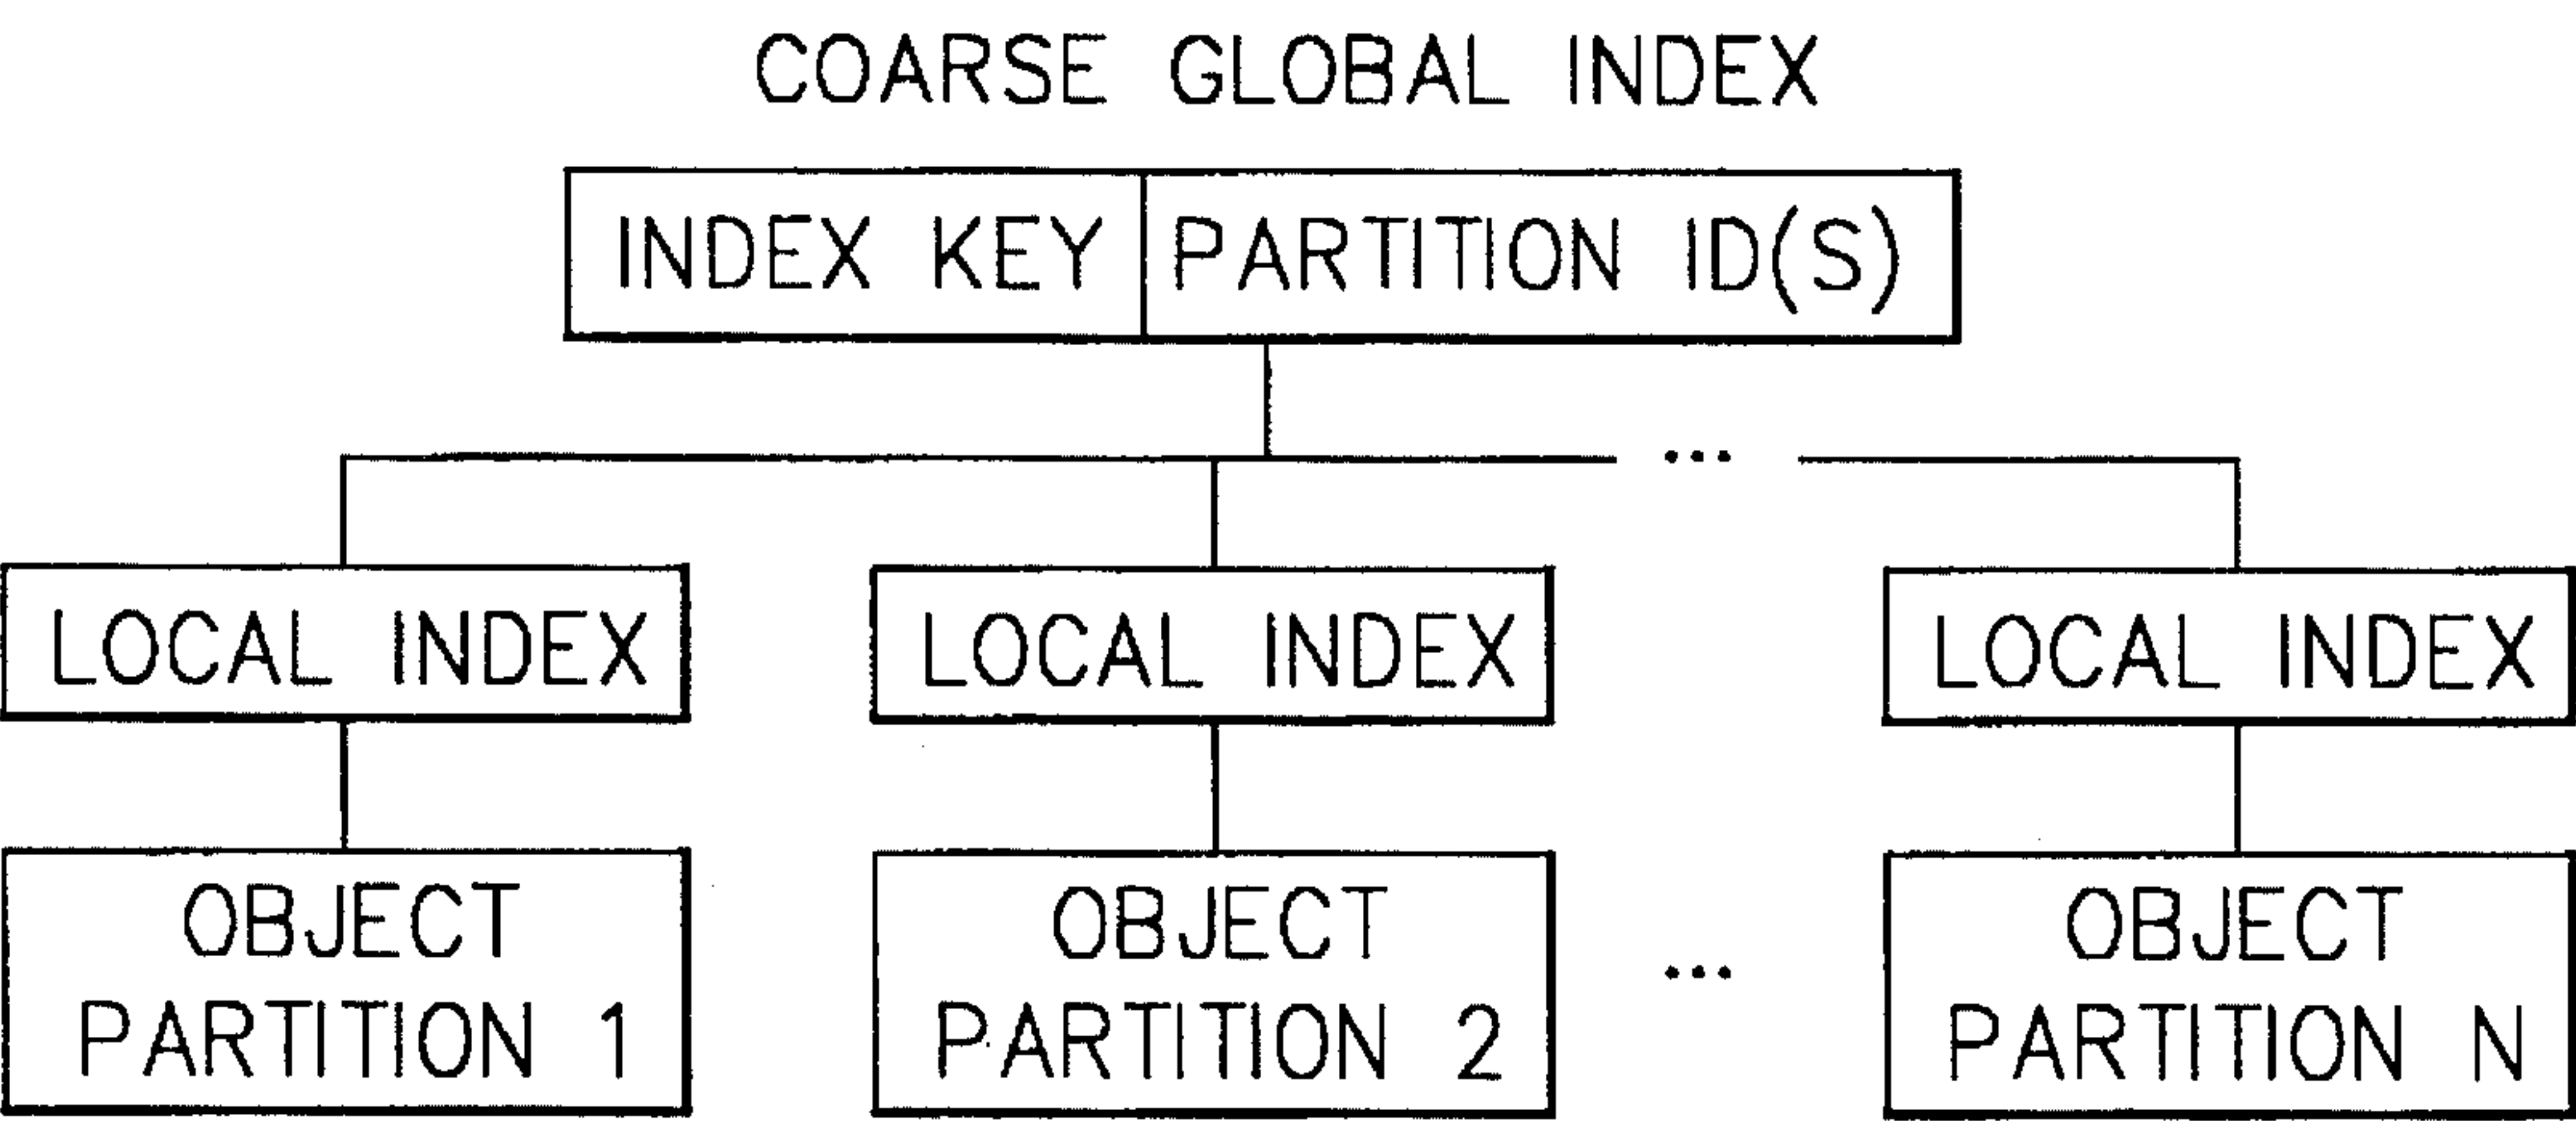 COARSE GLOBAL INDEX
INDEX KEY PARTITION ID(S)
...
LOCAL INDEX LOCAL INDEX LOCAL INDEX
OBJECT PARTITION 1
OBJECT PARTITION 2
...
OBJECT PARTITION N